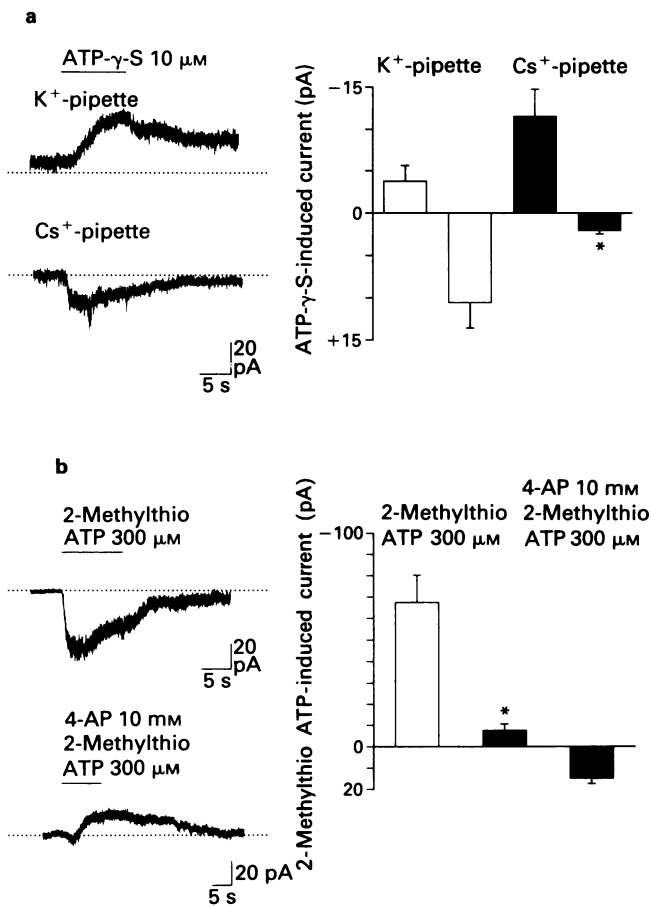 a
ATP-γ-S 10 μM
K⁺-pipette
Cs⁺-pipette
20
pA
5 s
ATP-γ-S-induced current (pA)
−15
0
+15
K⁺-pipette
Cs⁺-pipette
*
b
2-Methylthio
ATP 300 μM
20
pA
5 s
4-AP 10 mM
2-Methylthio
ATP 300 μM
20 pA
5 s
2-Methylthio ATP-induced current (pA)
−100
0
20
2-Methylthio
ATP 300 μM
4-AP 10 mM
2-Methylthio
ATP 300 μM
*